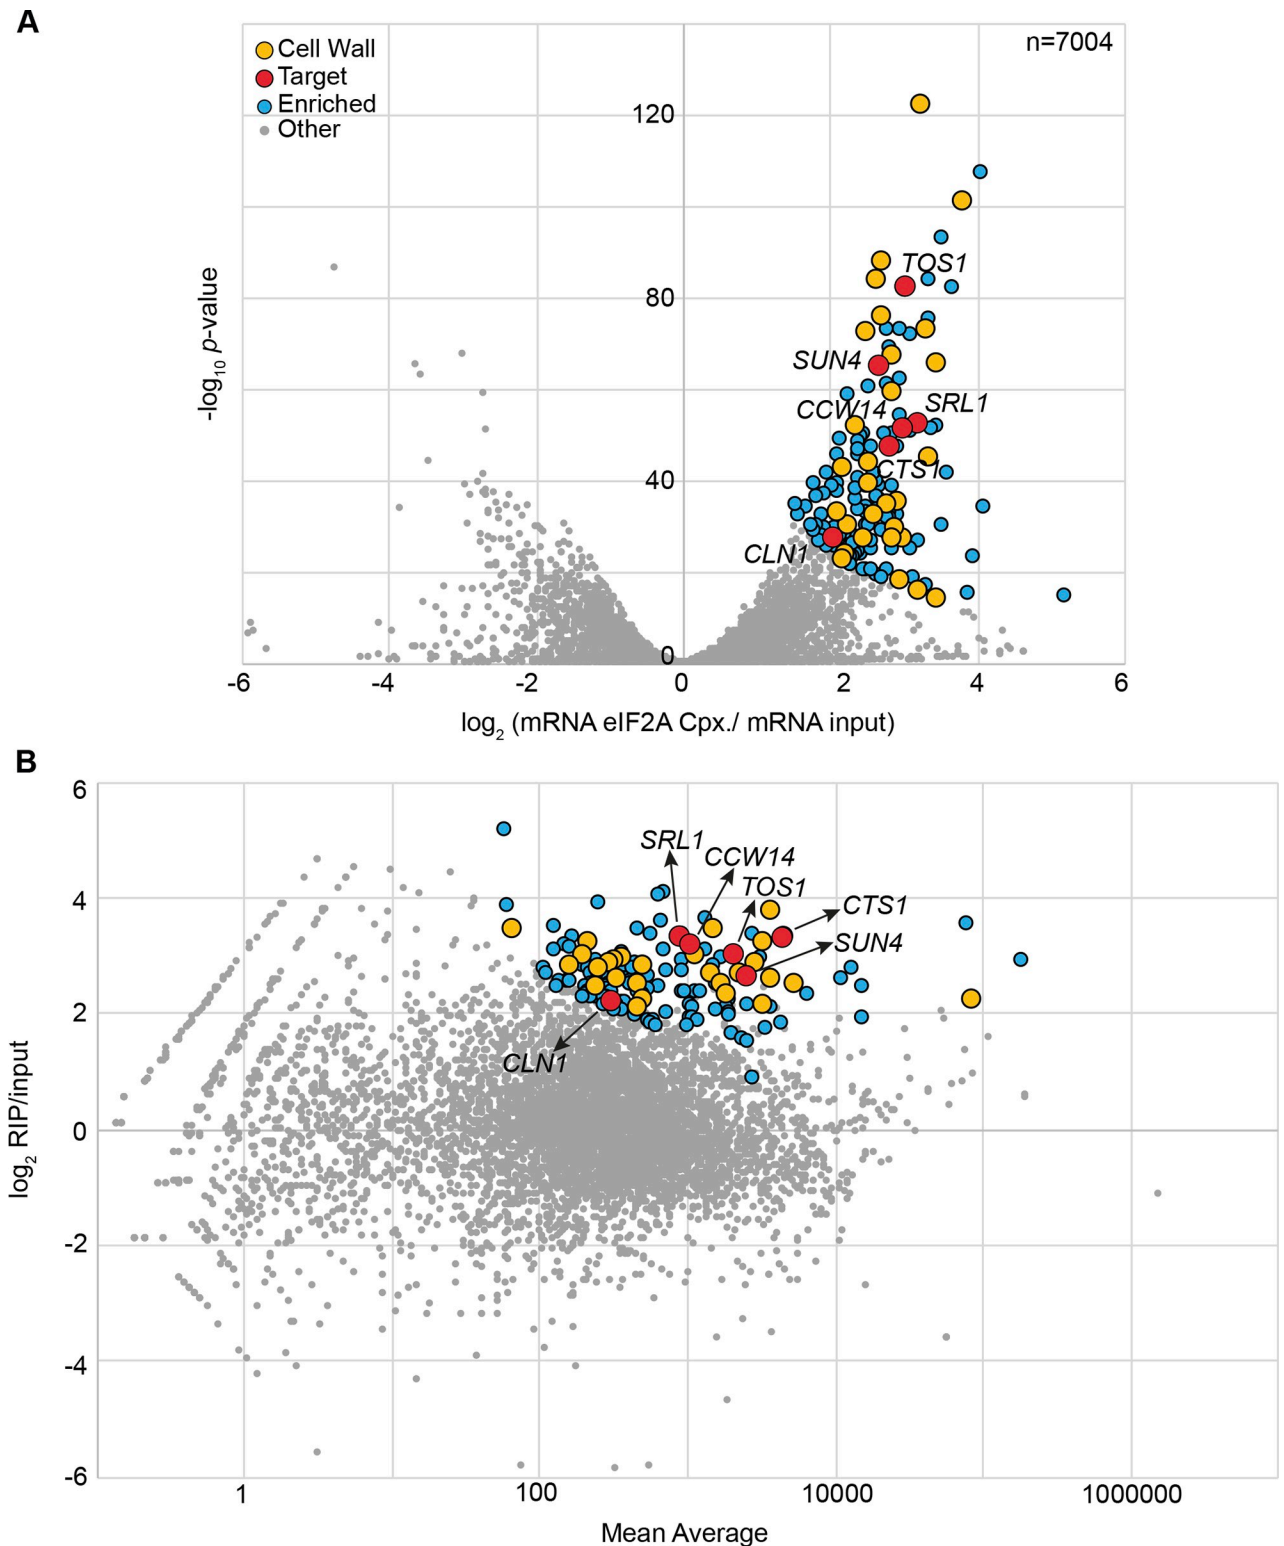 A
n=7004
Cell Wall
Target
Enriched
Other
120
80
40
0
TOS1
SUN4
CCW14
SRL1
CTS1
CLN1
-log10 p-value
-6
-4
-2
0
2
4
6
log2 (mRNA eIF2A Cpx./ mRNA input)
B
6
4
2
0
-2
-4
-6
SRL1
CCW14
TOS1
CTS1
SUN4
CLN1
log2 RIP/input
1
100
10000
1000000
Mean Average